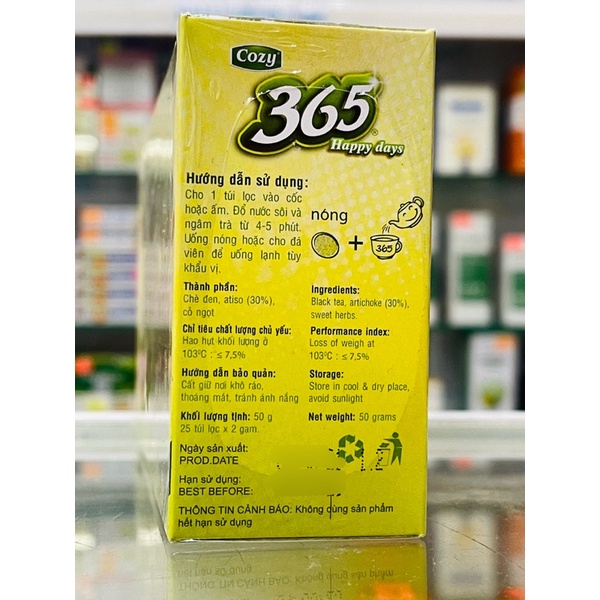 Cozy
365
Happy days
Hướng dẫn sử dụng:
Cho 1 túi lọc vào cốc
hoặc ấm. Đổ nước sôi và
ngâm trà từ 4-5 phút.
Uống nóng hoặc cho đá
viên để uống lạnh tùy
khẩu vị.
nóng
+
365
Thành phần:
Chè đen, atiso (30%),
cỏ ngọt
Ingredients:
Black tea, artichoke (30%),
sweet herbs.
Chỉ tiêu chất lượng chủ yếu:
Hao hụt khối lượng ở
103⁰C : ≤ 7,5%
Performance index:
Loss of weigh at
103⁰C : ≤ 7,5%
Hướng dẫn bảo quản:
Cất giữ nơi khô ráo,
thoáng mát, tránh ánh nắng
Storage:
Store in cool & dry place,
avoid sunlight
Khối lượng tịnh: 50 g
25 túi lọc x 2 gam.
Net weight: 50 grams
Ngày sản xuất:
PROD.DATE
Hạn sử dụng:
BEST BEFORE:
THÔNG TIN CẢNH BÁO: Không dùng sản phẩm
hết hạn sử dụng